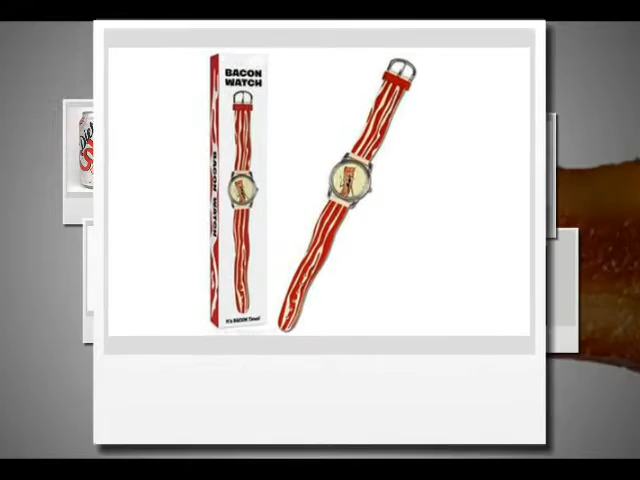 BACON
WATCH
BACON WATCH
It's BACON Time!
Diet